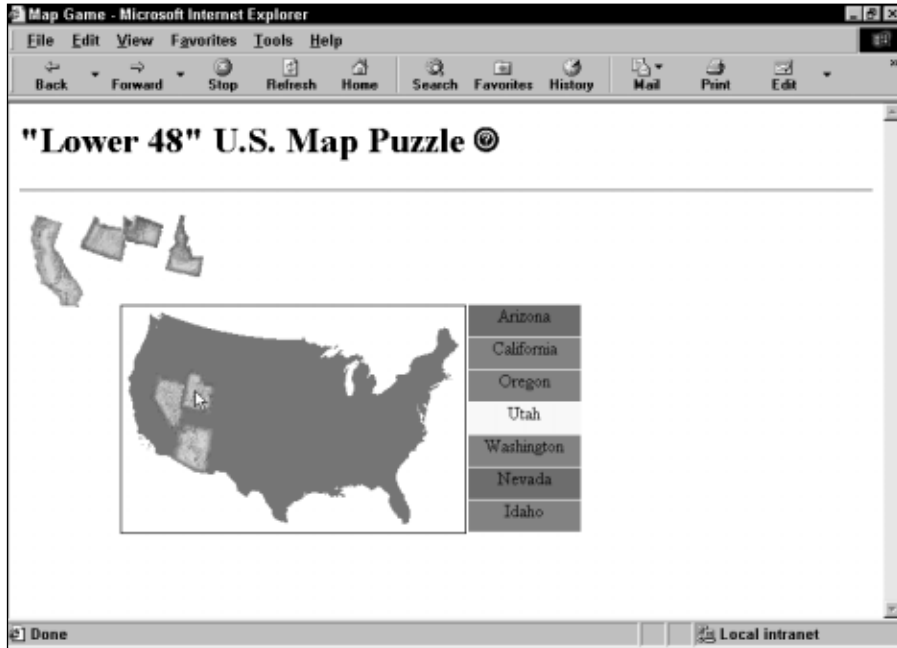 Map Game - Microsoft Internet Explorer
File Edit View Favorites Tools Help
Back Forward Stop Refresh Home Search Favorites History Mail Print Edit »
"Lower 48" U.S. Map Puzzle ?
Arizona
California
Oregon
Utah
Washington
Nevada
Idaho
Done Local intranet